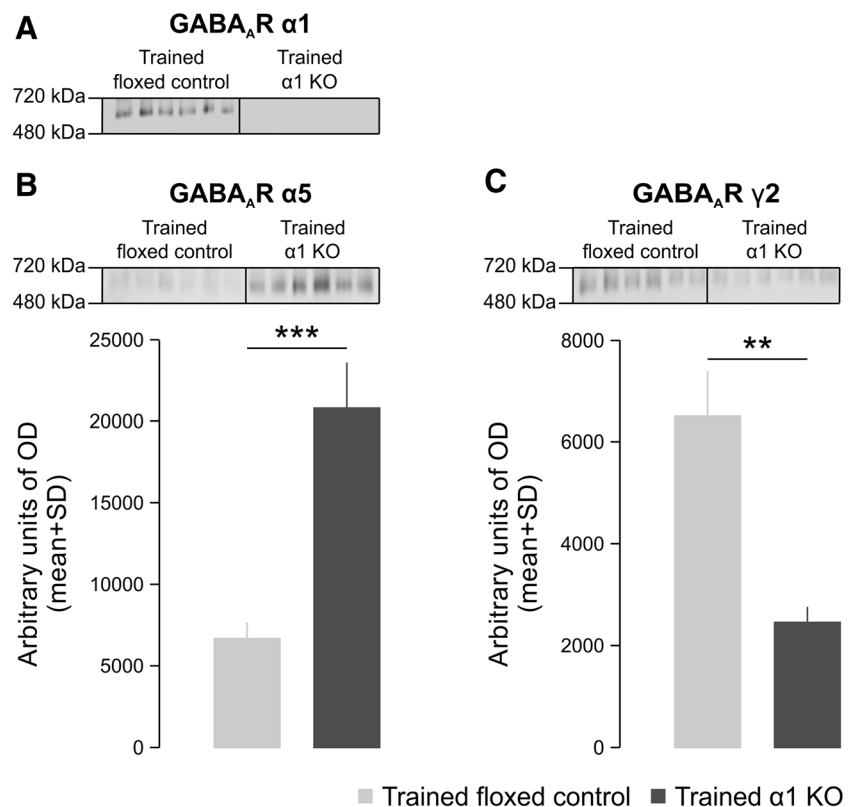 A
GABA_AR α1
Trained floxed control
Trained α1 KO
720 kDa
480 kDa
B
GABA_AR α5
Trained floxed control
Trained α1 KO
720 kDa
480 kDa
***
25000
20000
15000
10000
5000
0
Arbitrary units of OD
(mean+SD)
C
GABA_AR γ2
Trained floxed control
Trained α1 KO
720 kDa
480 kDa
**
8000
6000
4000
2000
0
Arbitrary units of OD
(mean+SD)
Trained floxed control
Trained α1 KO